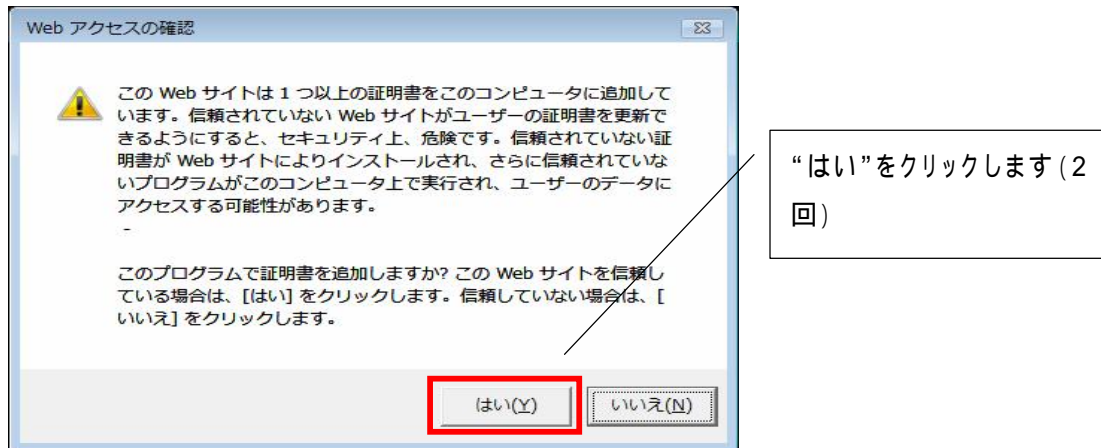 Web アクセスの確認
この Web サイトは 1 つ以上の証明書をこのコンピュータに追加して
います。信頼されていない Web サイトがユーザーの証明書を更新で
きるようにすると、セキュリティ上、危険です。信頼されていない証
明書が Web サイトによりインストールされ、さらに信頼されていな
いプログラムがこのコンピュータ上で実行され、ユーザーのデータに
アクセスする可能性があります。
-
このプログラムで証明書を追加しますか? この Web サイトを信頼し
ている場合は、[はい] をクリックします。信頼していない場合は、[
いいえ] をクリックします。
はい(Y)
いいえ(N)
“はい”をクリックします(2
回)